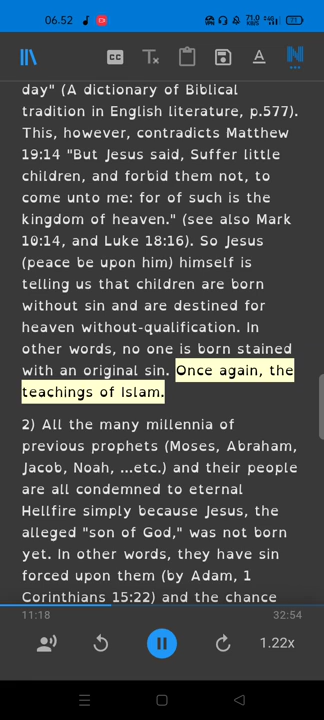 06.52
71.0
CC
day" (A dictionary of Biblical
tradition in English literature, p.577).
This, however, contradicts Matthew
19:14 "But Jesus said, Suffer little
children, and forbid them not, to
come unto me: for of such is the
kingdom of heaven." (see also Mark
10:14, and Luke 18:16). So Jesus
(peace be upon him) himself is
telling us that children are born
without sin and are destined for
heaven without-qualification. In
other words, no one is born stained
with an original sin. Once again, the
teachings of Islam.
2) All the many millennia of
previous prophets (Moses, Abraham,
Jacob, Noah, ...etc.) and their people
are all condemned to eternal
Hellfire simply because Jesus, the
alleged "son of God," was not born
yet. In other words, they have sin
forced upon them (by Adam, 1
Corinthians 15:22) and the chance
11:18
32:54
1.22x